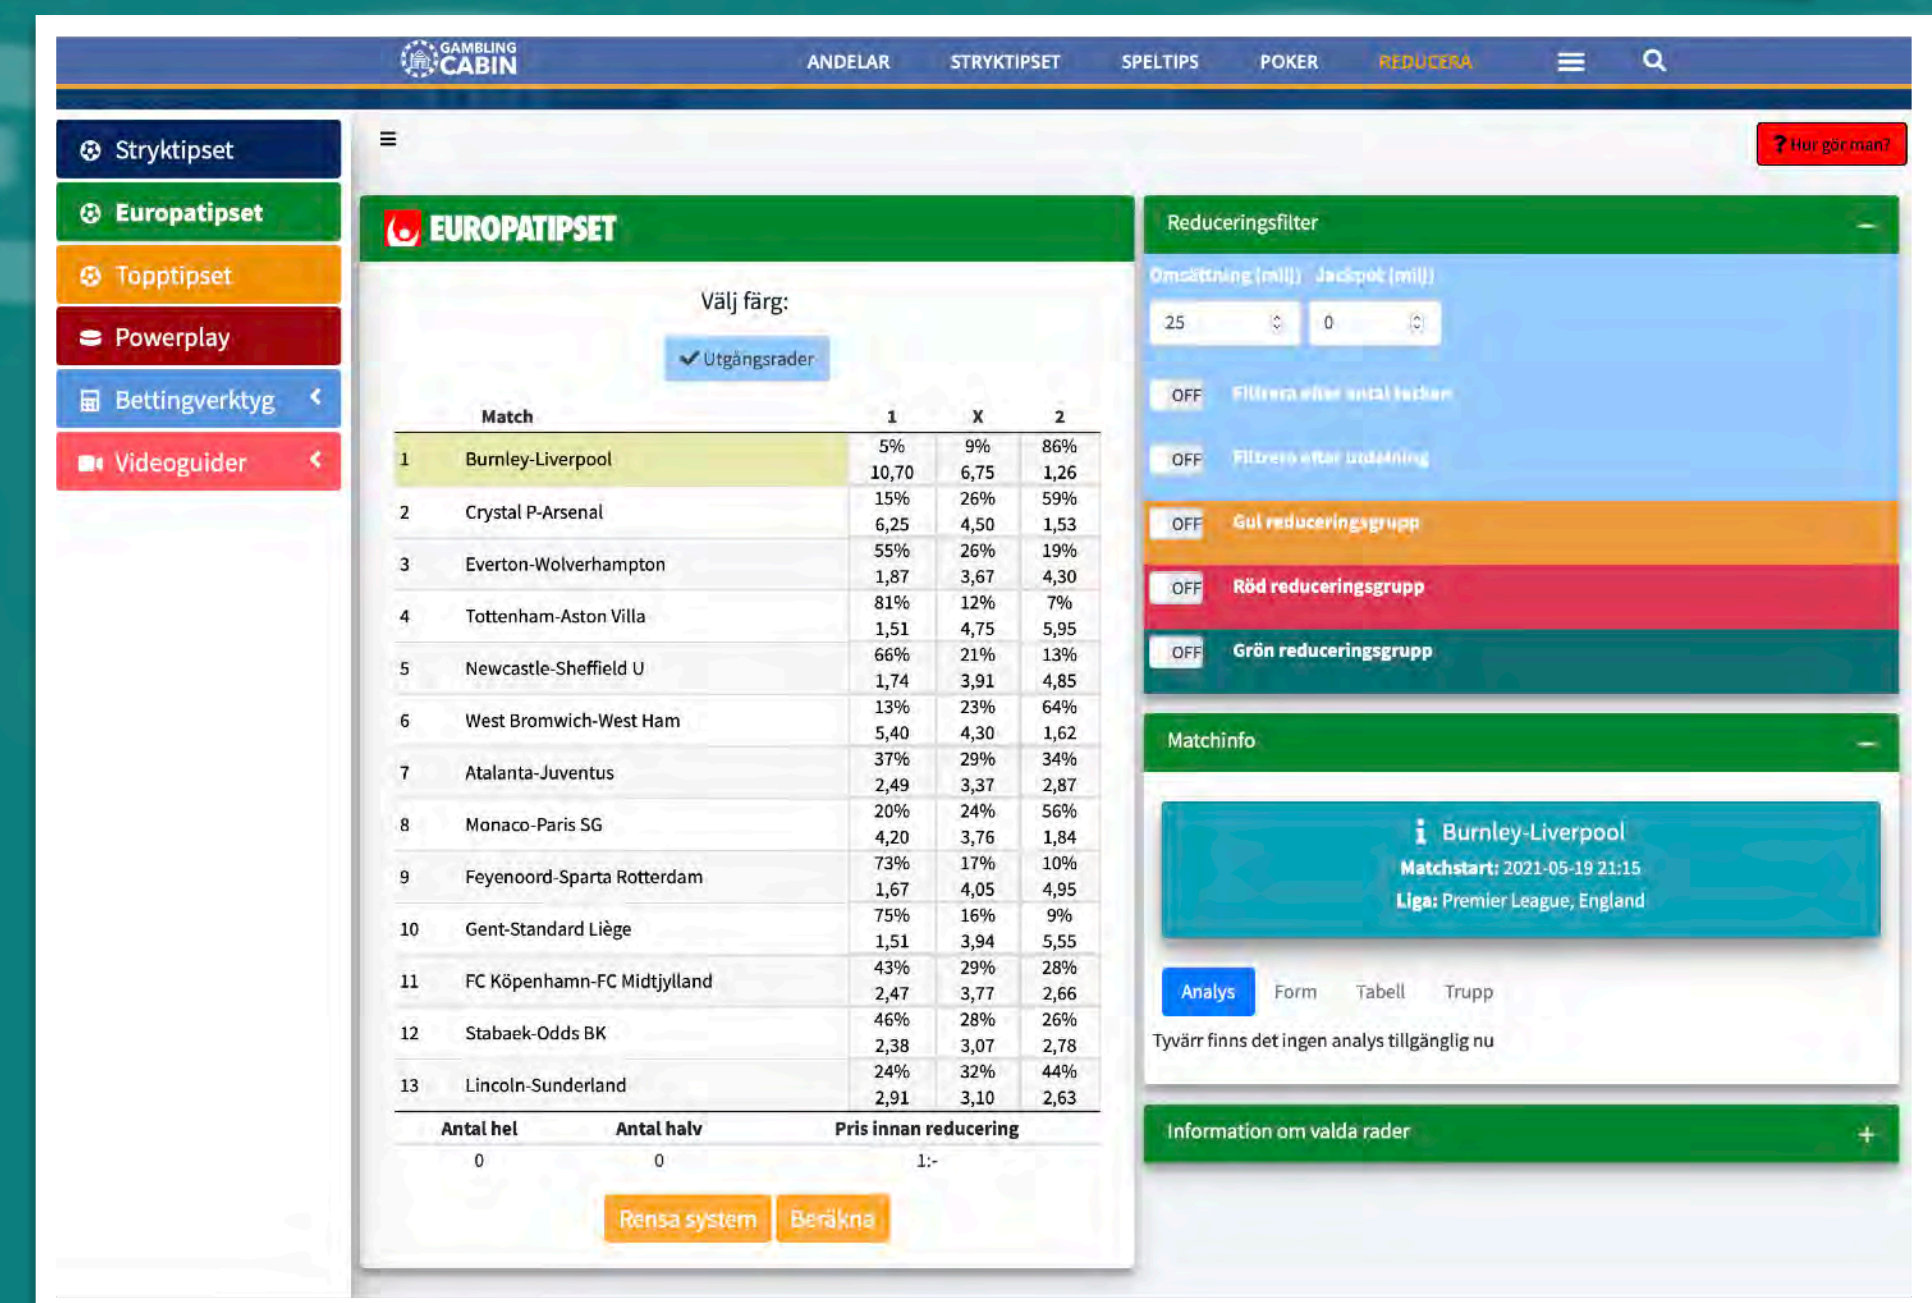 GAMBLING
CABIN
ANDELAR STRYKTIPSET SPELTIPS POKER REDUCERA
Stryktipset
Europatipset
Topptipset
Powerplay
Bettingverktyg
Videoguider
? Hur gör man?
EUROPATIPSET
Välj färg:
Utgångsrader
Match 1 X 2
5% 9% 86%
1 Burnley-Liverpool
10,70 6,75 1,26
15% 26% 59%
2 Crystal P-Arsenal
6,25 4,50 1,53
55% 26% 19%
3 Everton-Wolverhampton
1,87 3,67 4,30
81% 12% 7%
4 Tottenham-Aston Villa
1,51 4,75 5,95
66% 21% 13%
5 Newcastle-Sheffield U
1,74 3,91 4,85
13% 23% 64%
6 West Bromwich-West Ham
5,40 4,30 1,62
37% 29% 34%
7 Atalanta-Juventus
2,49 3,37 2,87
20% 24% 56%
8 Monaco-Paris SG
4,20 3,76 1,84
73% 17% 10%
9 Feyenoord-Sparta Rotterdam
1,67 4,05 4,95
75% 16% 9%
10 Gent-Standard Liège
1,51 3,94 5,55
43% 29% 28%
11 FC Köpenhamn-FC Midtjylland
2,47 3,77 2,66
46% 28% 26%
12 Stabaek-Odds BK
2,38 3,07 2,78
24% 32% 44%
13 Lincoln-Sunderland
2,91 3,10 2,63
Antal hel Antal halv Pris innan reducering
0 0 1:-
Rensa system Beräkna
Reduceringsfilter
Omsättning (milj) Jackpot (milj)
25 0
OFF Filtrera efter antal tecken
OFF Filtrera efter utdelning
OFF Gul reduceringsgrupp
OFF Röd reduceringsgrupp
OFF Grön reduceringsgrupp
Matchinfo
Burnley-Liverpool
Matchstart: 2021-05-19 21:15
Liga: Premier League, England
Analys Form Tabell Trupp
Tyvärr finns det ingen analys tillgänglig nu
Information om valda rader